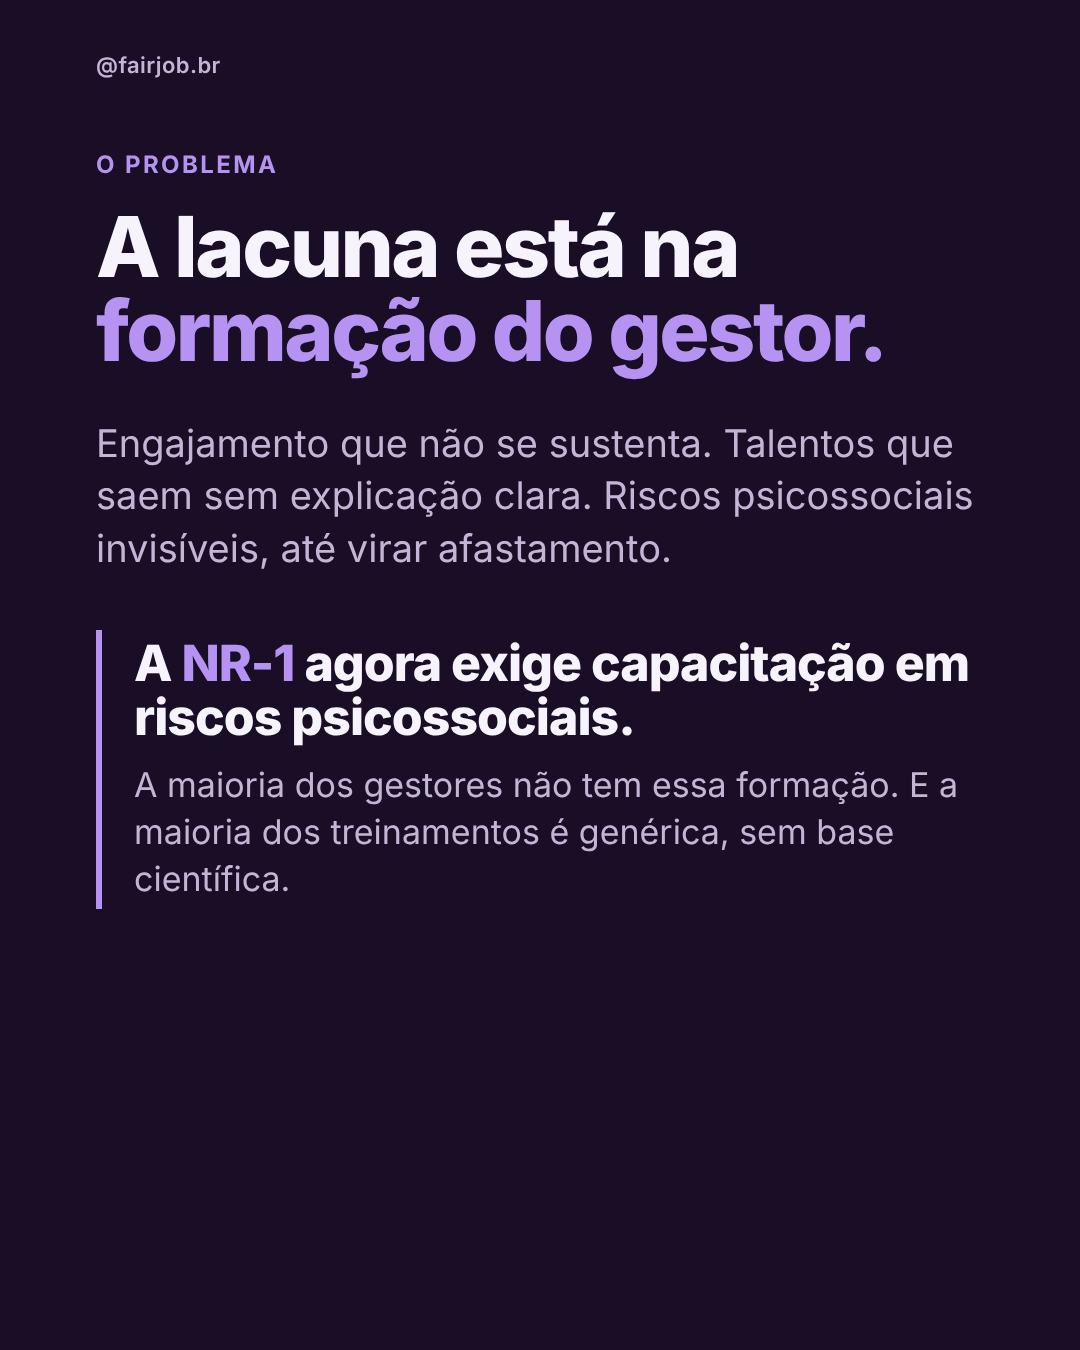 @fairjob.br
O PROBLEMA
A lacuna está na
formação do gestor.
Engajamento que não se sustenta. Talentos que
saem sem explicação clara. Riscos psicossociais
invisíveis, até virar afastamento.
A NR-1 agora exige capacitação em
riscos psicossociais.
A maioria dos gestores não tem essa formação. E a
maioria dos treinamentos é genérica, sem base
científica.